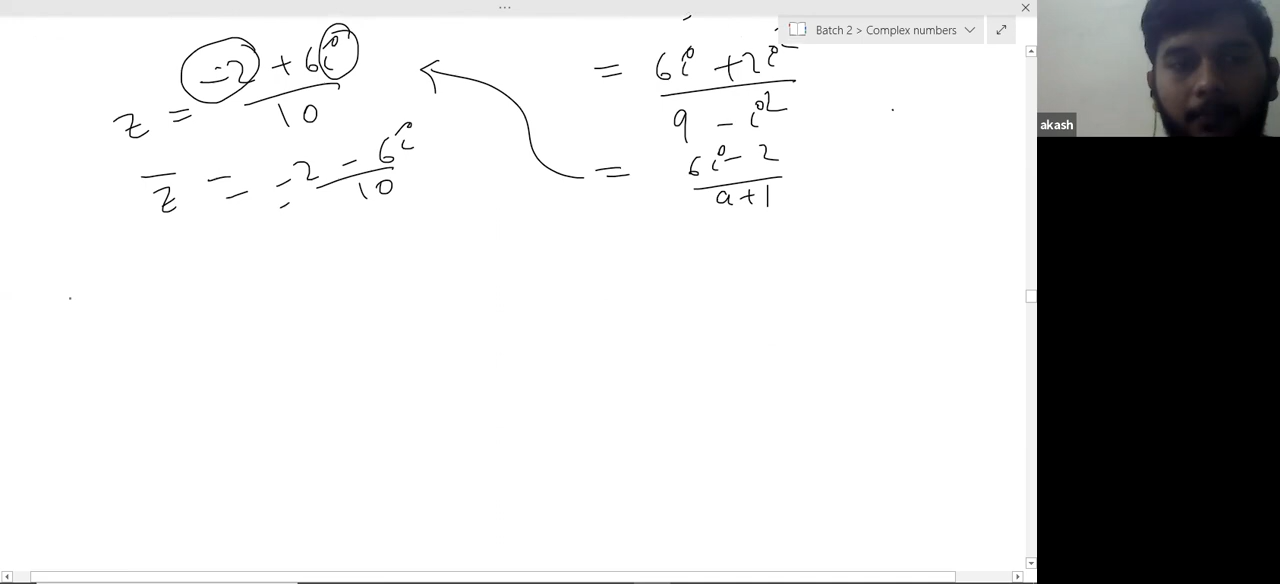 ...
Batch 2 > Complex numbers
akash
z = -2 + 6i / 10
z̅ = -2 - 6i / 10
= 6i + 2i² / 9 - i²
= 6i - 2 / 9 + 1